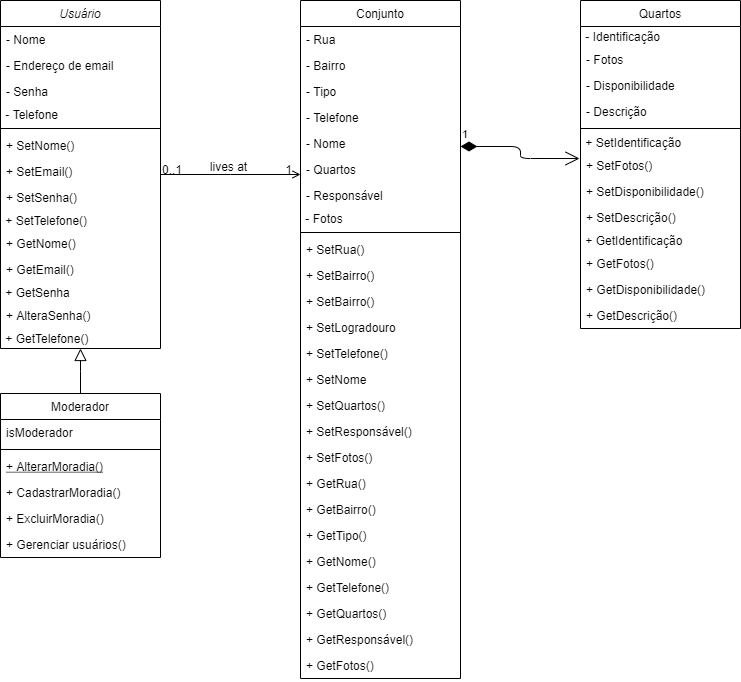 Usuário
- Nome
- Endereço de email
- Senha
- Telefone
+ SetNome()
+ SetEmail()
+ SetSenha()
+ SetTelefone()
+ GetNome()
+ GetEmail()
+ GetSenha
+ AlteraSenha()
+ GetTelefone()
Moderador
isModerador
+ AlterarMoradia()
+ CadastrarMoradia()
+ ExcluirMoradia()
+ Gerenciar usuários()
0..1
lives at
1
Conjunto
- Rua
- Bairro
- Tipo
- Telefone
- Nome
- Quartos
- Responsável
- Fotos
+ SetRua()
+ SetBairro()
+ SetBairro()
+ SetLogradouro
+ SetTelefone()
+ SetNome
+ SetQuartos()
+ SetResponsável()
+ SetFotos()
+ GetRua()
+ GetBairro()
+ GetTipo()
+ GetNome()
+ GetTelefone()
+ GetQuartos()
+ GetResponsável()
+ GetFotos()
1
Quartos
- Identificação
- Fotos
- Disponibilidade
- Descrição
+ SetIdentificação
+ SetFotos()
+ SetDisponibilidade()
+ SetDescrição()
+ GetIdentificação
+ GetFotos()
+ GetDisponibilidade()
+ GetDescrição()